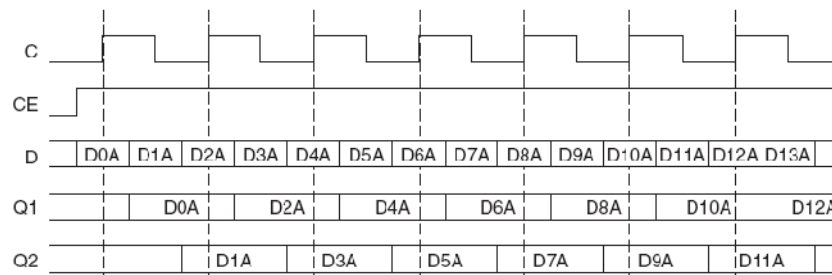 C
CE
D D0A D1A D2A D3A D4A D5A D6A D7A D8A D9A D10A D11A D12A D13A
Q1 D0A D2A D4A D6A D8A D10A D12A
Q2 D1A D3A D5A D7A D9A D11A